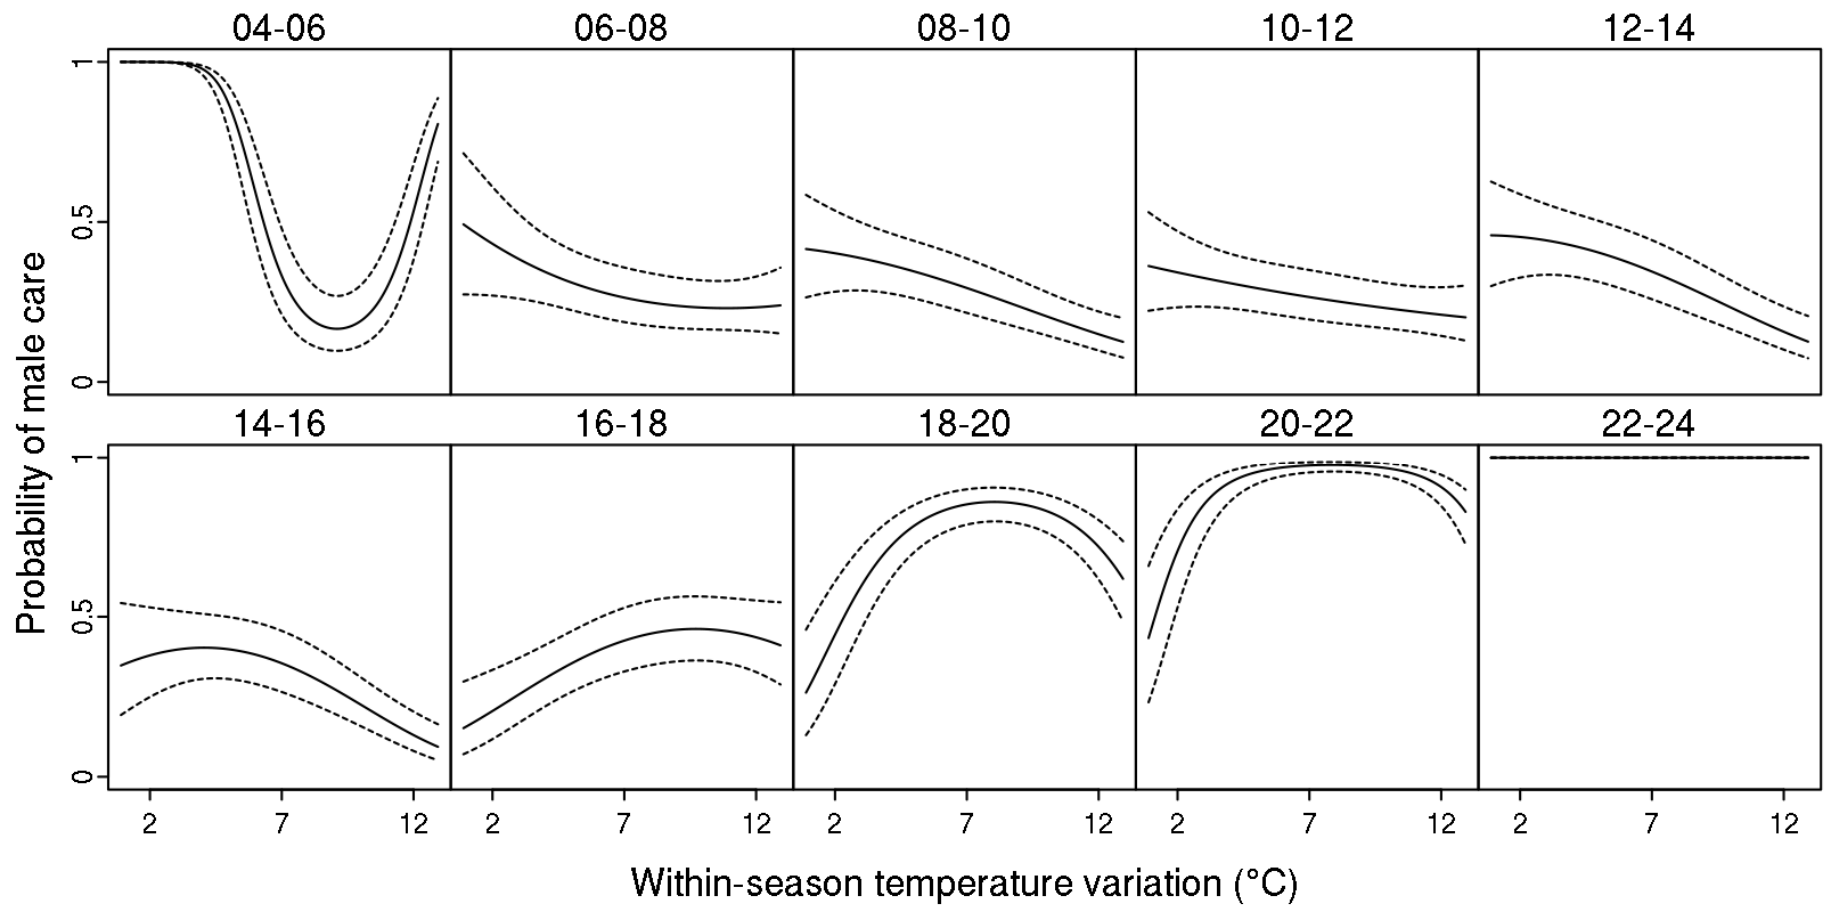 04-06 06-08 08-10 10-12 12-14
1
0.5
0
Probability of male care
14-16 16-18 18-20 20-22 22-24
1
0.5
0
2 7 12 2 7 12 2 7 12 2 7 12 2 7 12
Within-season temperature variation (°C)